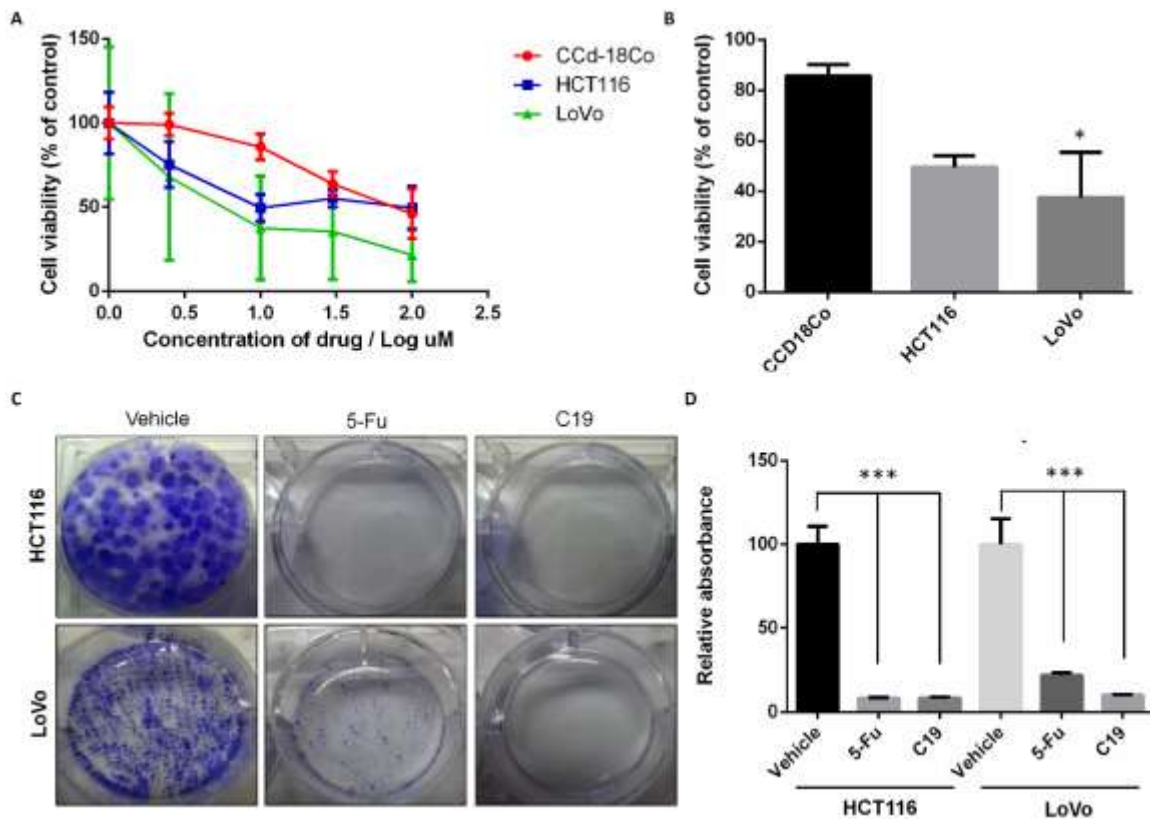 A
Cell viability (% of control)
150
100
50
0
0.0 0.5 1.0 1.5 2.0 2.5
Concentration of drug / Log uM
CCd-18Co
HCT116
LoVo
B
Cell viability (% of control)
100
80
60
40
20
0
*
CCD18Co
HCT116
LoVo
C
Vehicle 5-Fu C19
HCT116
LoVo
D
Relative absorbance
150
100
50
0
*** ***
Vehicle 5-Fu C19 Vehicle 5-Fu C19
HCT116 LoVo